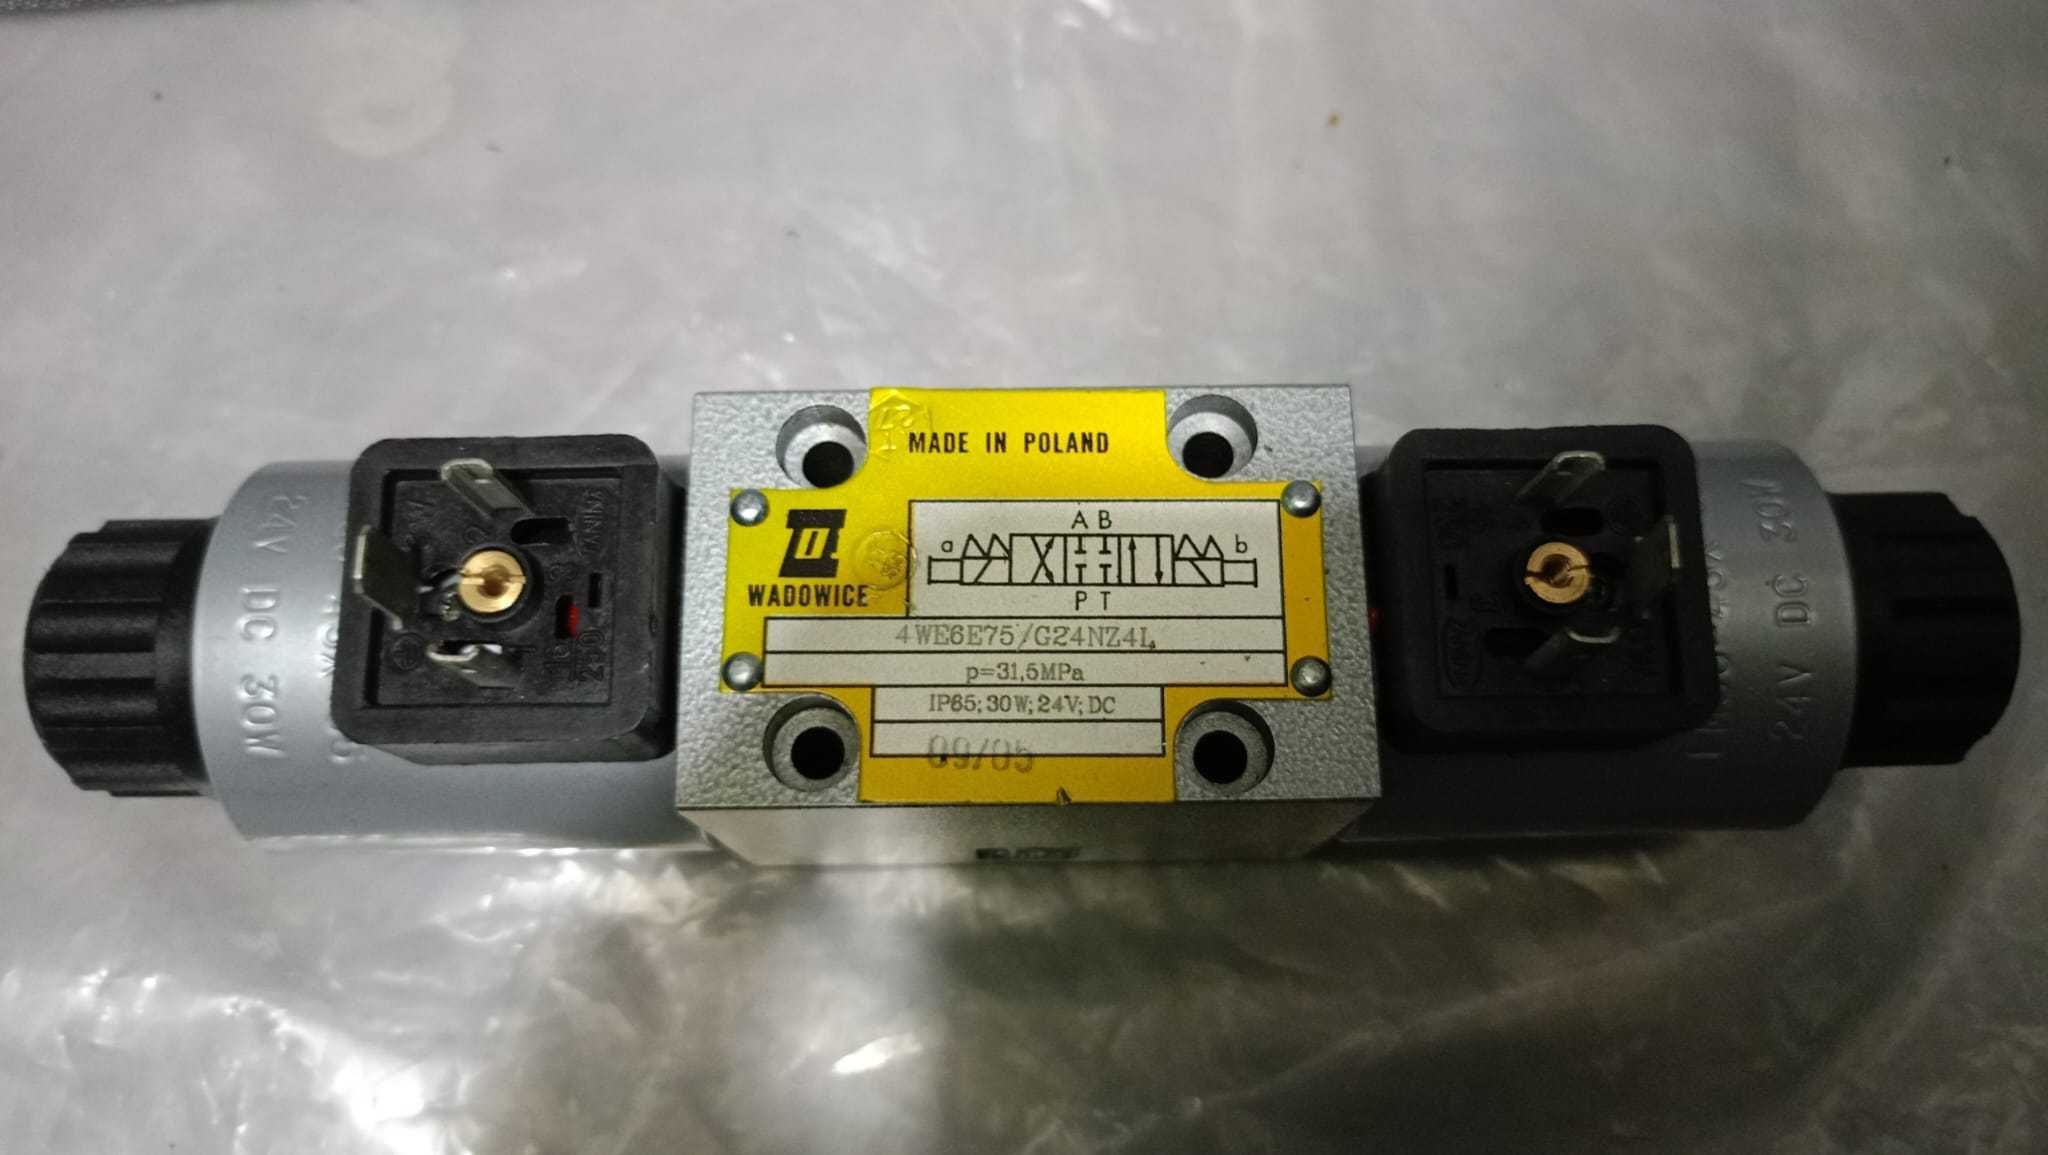 MADE IN POLAND
WADOWICE
A B
a
b
P T
4WE6E75/G24NZ4L
p=31,5MPa
IP65; 30W; 24V; DC
09/05
24V DC 30W
24V DC 30W